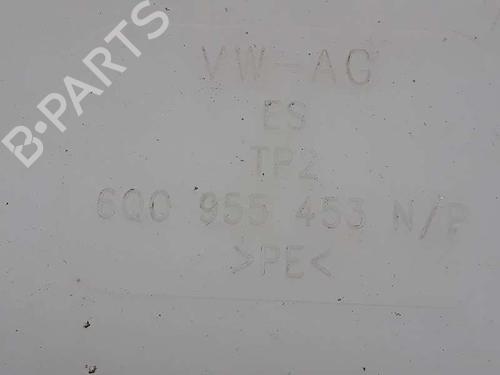 B-PARTS
VW-AG
ES
TP2
6Q0 955 453 N/P
>PE<